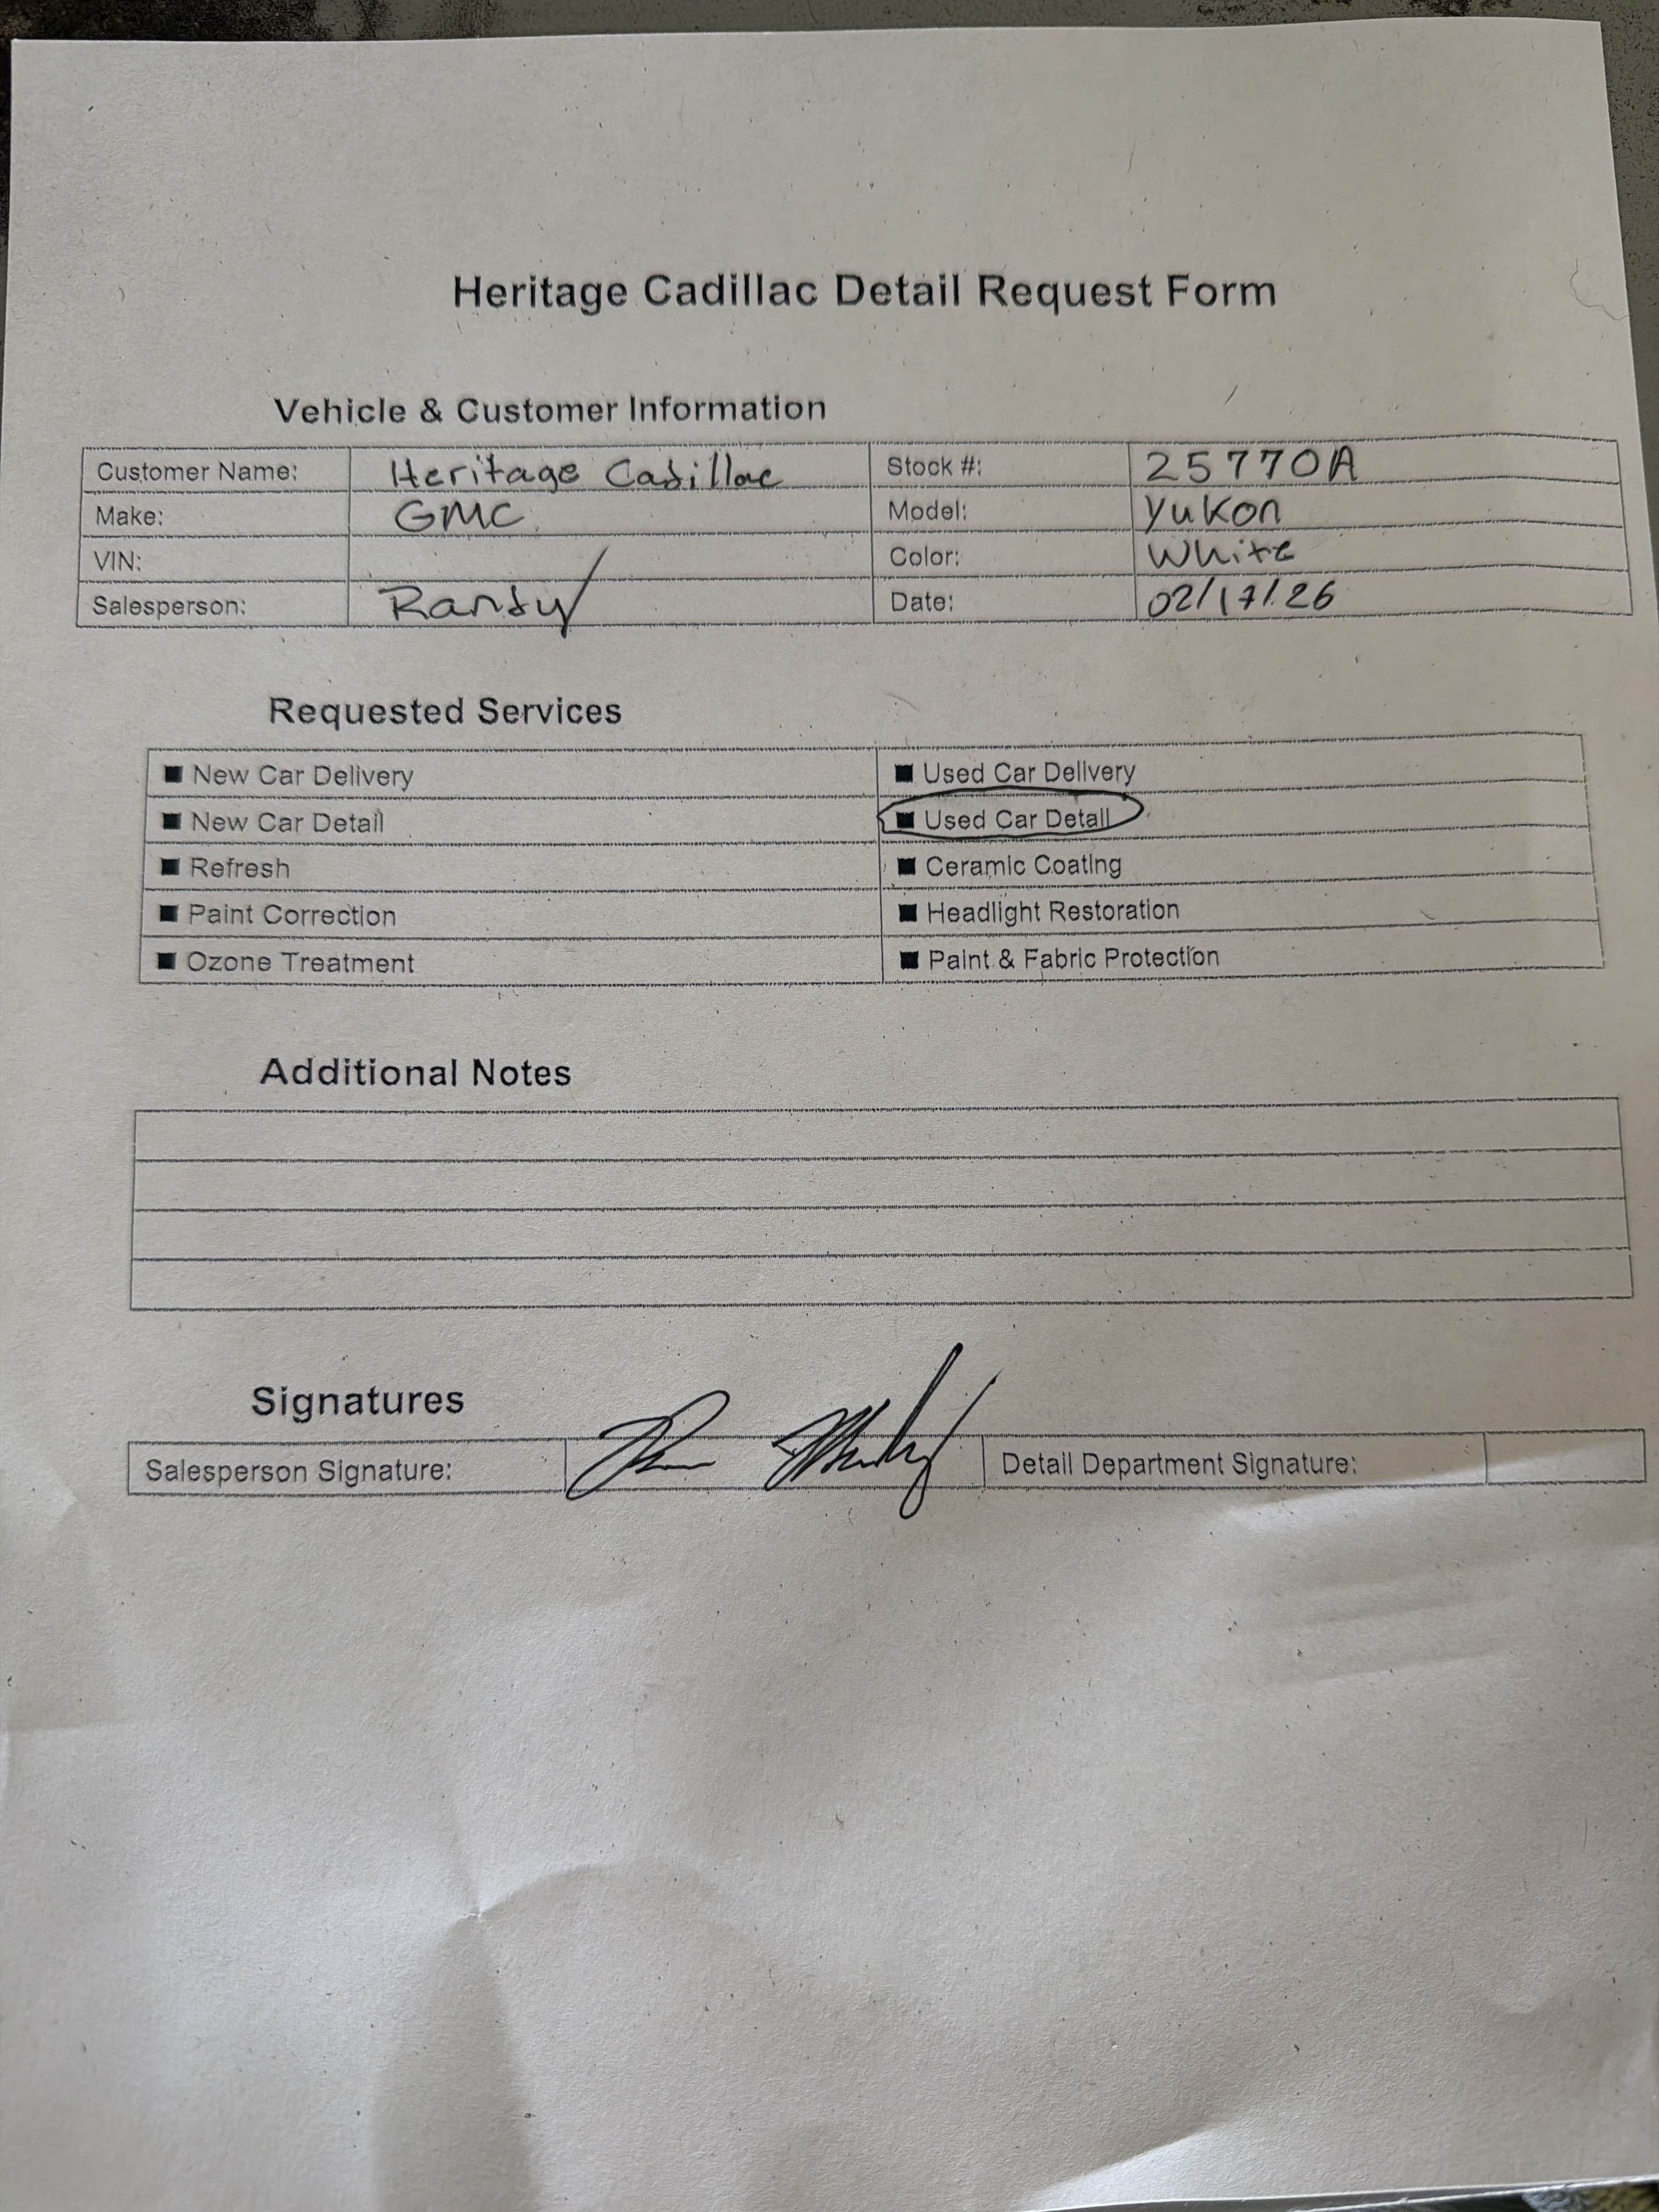 Heritage Cadillac Detail Request Form
Vehicle & Customer Information
Customer Name: Heritage Cadillac Stock #: 25770A
Make: GMC Model: Yukon
VIN: Color: White
Salesperson: Randy Date: 02/17/26
Requested Services
■ New Car Delivery ■ Used Car Delivery
■ New Car Detail ■ Used Car Detail
■ Refresh ■ Ceramic Coating
■ Paint Correction ■ Headlight Restoration
■ Ozone Treatment ■ Paint & Fabric Protection
Additional Notes
Signatures
Salesperson Signature: Detail Department Signature: